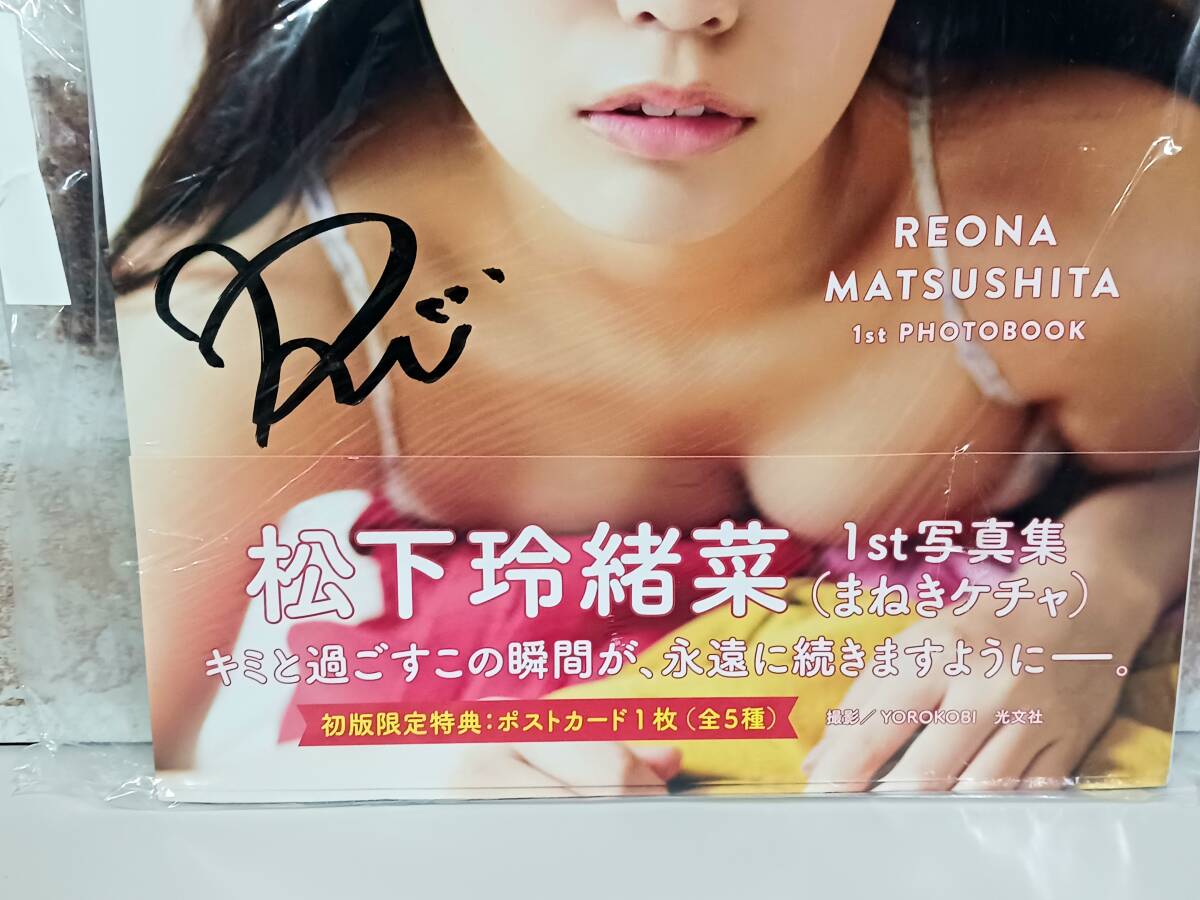 REONA
MATSUSHITA
1st PHOTOBOOK
松下玲緒菜
1st写真集
(まねきケチャ)
キミと過ごすこの瞬間が、永遠に続きますように―。
初版限定特典:ポストカード1枚(全5種)
撮影/YOROKOBI 光文社